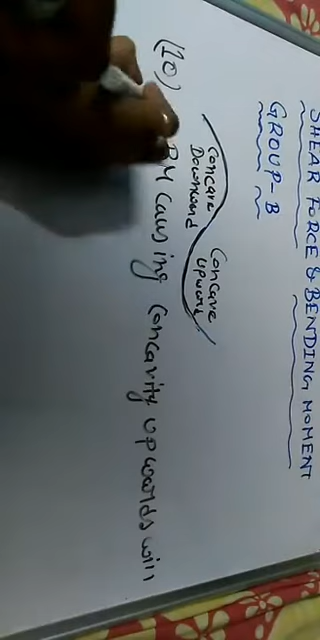 SHEAR FORCE & BENDING MOMENT
GROUP-B
Concave Upward
Concave Downward
(10) BM causing concavity upwards will